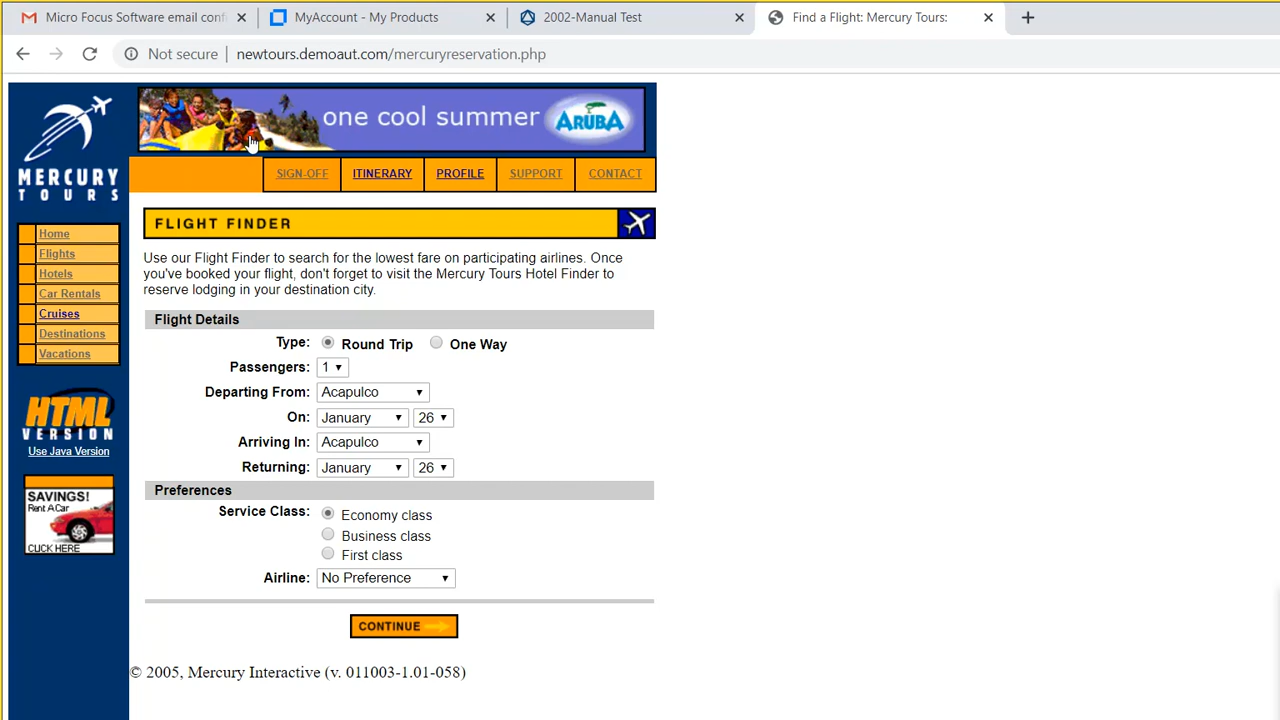 Micro Focus Software email conf
MyAccount - My Products
2002-Manual Test
Find a Flight: Mercury Tours:
Not secure
newtours.demoaut.com/mercuryreservation.php
MERCURY
TOURS
one cool summer
ARUBA
SIGN-OFF
ITINERARY
PROFILE
SUPPORT
CONTACT
Home
Flights
Hotels
Car Rentals
Cruises
Destinations
Vacations
HTML
VERSION
Use Java Version
SAVINGS!
Rent A Car
CLICK HERE
FLIGHT FINDER
Use our Flight Finder to search for the lowest fare on participating airlines. Once
you've booked your flight, don't forget to visit the Mercury Tours Hotel Finder to
reserve lodging in your destination city.
Flight Details
Type: Round Trip One Way
Passengers: 1
Departing From: Acapulco
On: January 26
Arriving In: Acapulco
Returning: January 26
Preferences
Service Class: Economy class
Business class
First class
Airline: No Preference
CONTINUE
© 2005, Mercury Interactive (v. 011003-1.01-058)